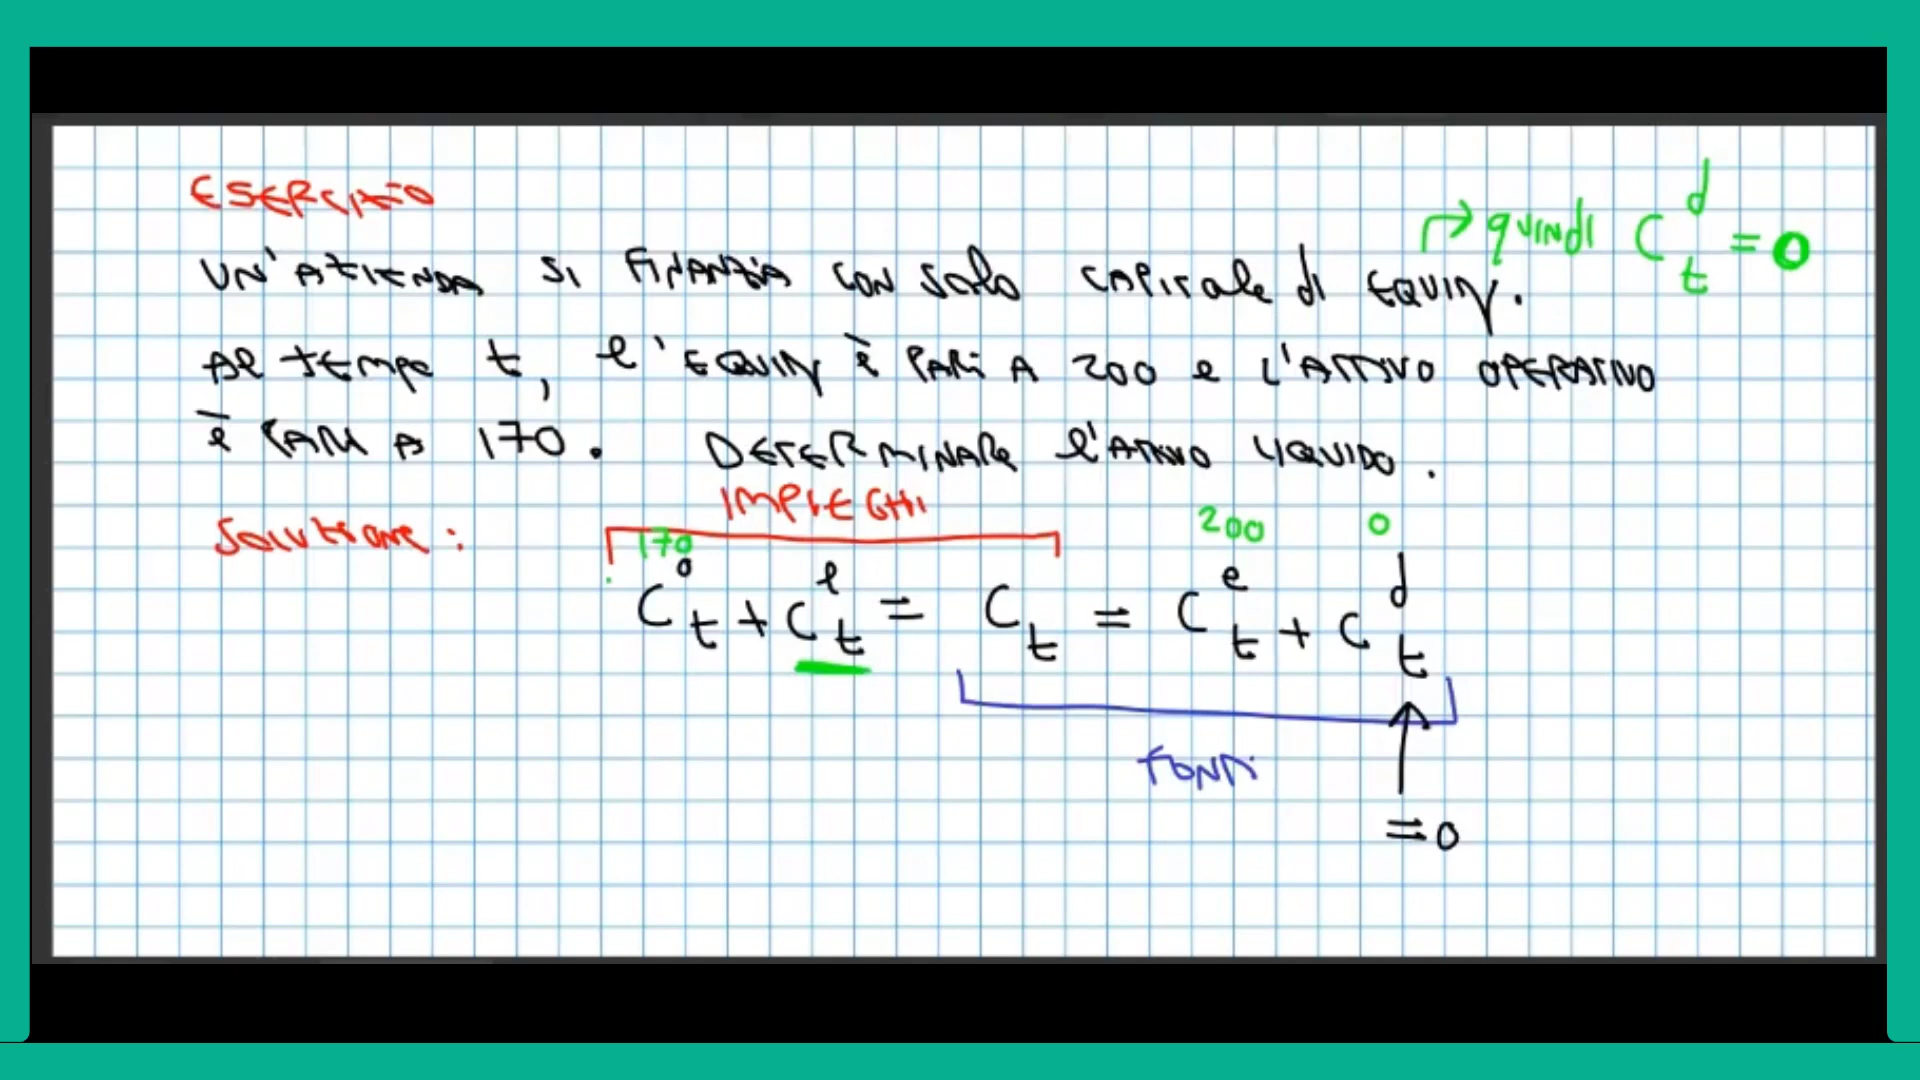 ESERCIZIO
UN'AZIENDA SI FINANZIA CON SOLO CAPITALE DI EQUITY.
→ QUINDI C^d_t = 0
AL TEMPO t, L'EQUITY È PARI A 200 E L'ATTIVO OPERATIVO
È PARI A 170. DETERMINARE L'ATTIVO LIQUIDO.
SOLUZIONE:
IMPIEGHI
170 200 0
C^o_t + C^l_t = C_t = C^e_t + C^d_t
FONTI
=0